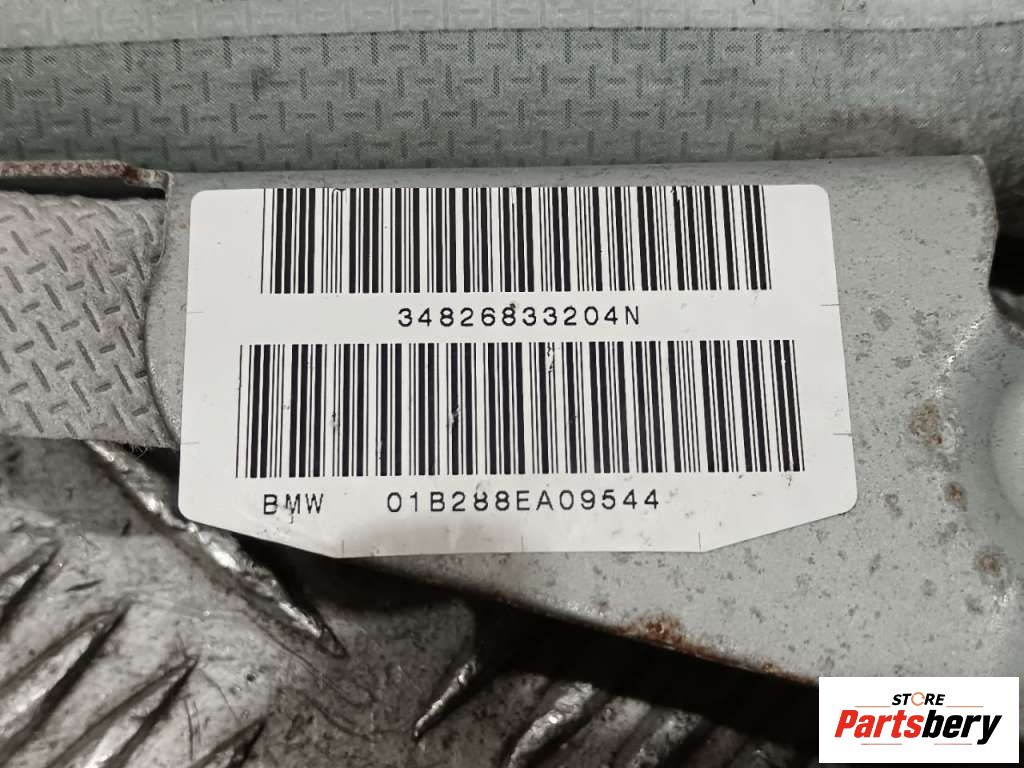 34826833204N
BMW 01B288EA09544
STORE
Partsbery